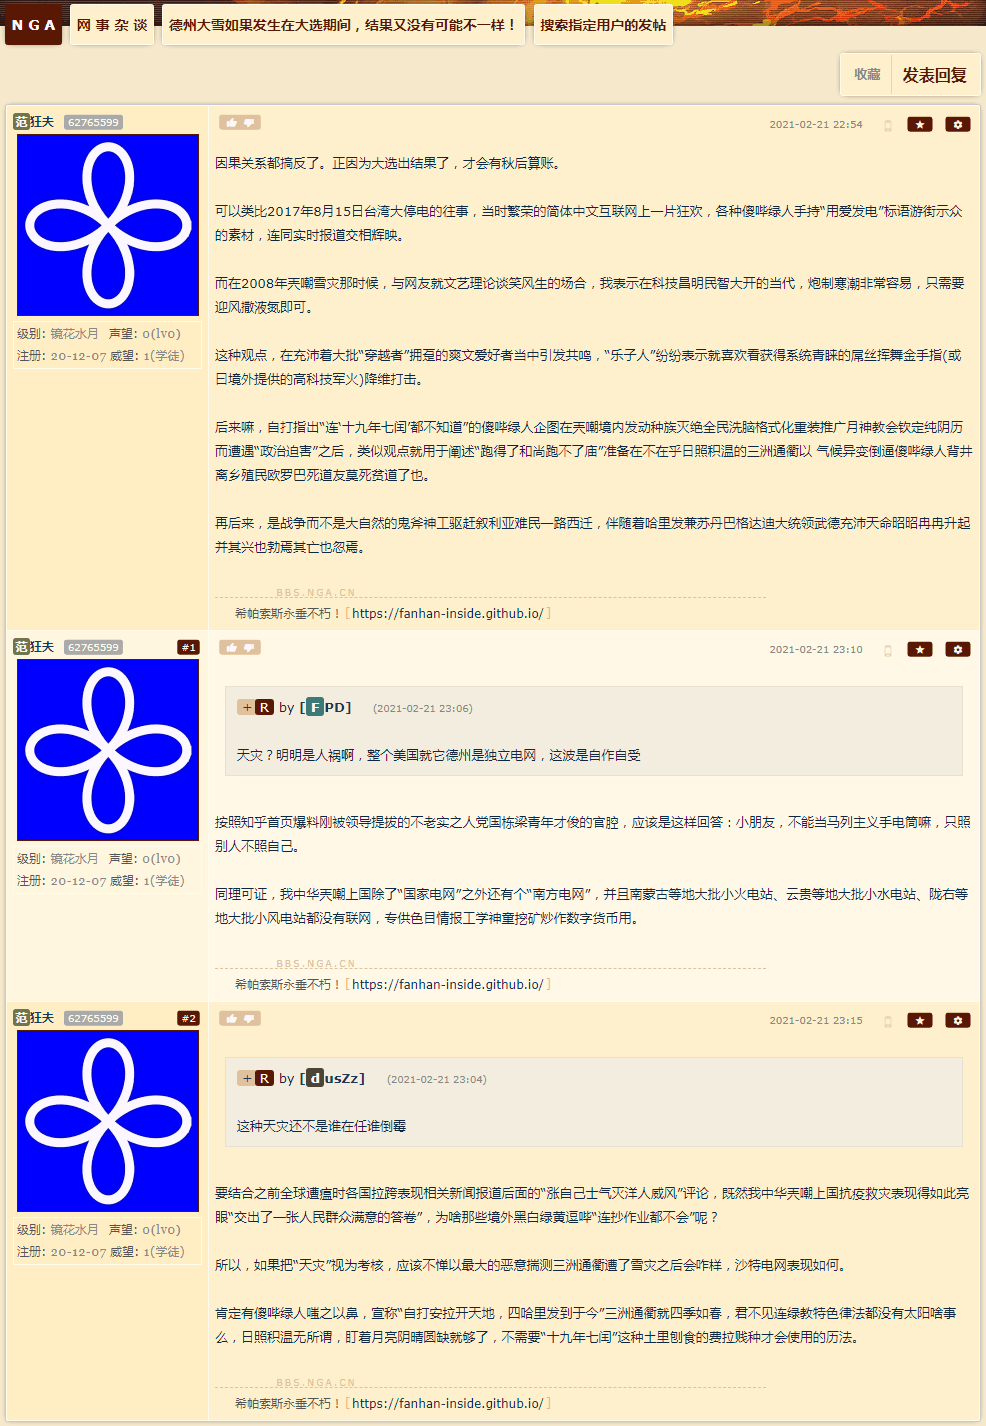 NGA 网事杂谈 德州大雪如果发生在大选期间，结果又没有可能不一样！ 搜索指定用户的发帖
收藏 发表回复
范狂夫 62765599
2021-02-21 22:54
因果关系都搞反了。正因为大选出结果了，才会有秋后算账。
可以类比2017年8月15日台湾大停电的往事，当时繁荣的简体中文互联网上一片狂欢，各种傻哔绿人手持“用爱发电”标语游街示众
的素材，连同实时报道交相辉映。
而在2008年兲嘲雪灾那时候，与网友就文艺理论谈笑风生的场合，我表示在科技昌明民智大开的当代，炮制寒潮非常容易，只需要
迎风撒液氮即可。
这种观点，在充沛着大批“穿越者”拥趸的爽文爱好者当中引发共鸣，“乐子人”纷纷表示就喜欢看获得系统青睐的屌丝挥舞金手指(或
曰境外提供的高科技军火)降维打击。
后来嘛，自打指出“连‘十九年七闰’都不知道”的傻哔绿人企图在兲嘲境内发动种族灭绝全民洗脑格式化重装推广月神教会钦定纯阴历
而遭遇“政治迫害”之后，类似观点就用于阐述“跑得了和尚跑不了庙”准备在不在乎日照积温的三洲通衢以 气候异变倒逼傻哔绿人背井
离乡殖民欧罗巴死道友莫死贫道了也。
再后来，是战争而不是大自然的鬼斧神工驱赶叙利亚难民一路西迁，伴随着哈里发兼苏丹巴格达迪大统领武德充沛天命昭昭冉冉升起
并其兴也勃焉其亡也忽焉。
级别: 镜花水月 声望: 0(lv0)
注册: 20-12-07 威望: 1(学徒)
BBS.NGA.CN
希帕索斯永垂不朽！[ https://fanhan-inside.github.io/ ]
范狂夫 62765599 #1
2021-02-21 23:10
+ R by [FPD] (2021-02-21 23:06)
天灾？明明是人祸啊，整个美国就它德州是独立电网，这波是自作自受
按照知乎首页爆料刚被领导提拔的不老实之人党国栋梁青年才俊的官腔，应该是这样回答：小朋友，不能当马列主义手电筒嘛，只照
别人不照自己。
同理可证，我中华兲嘲上国除了“国家电网”之外还有个“南方电网”，并且南蒙古等地大批小火电站、云贵等地大批小水电站、陇右等
地大批小风电站都没有联网，专供色目情报工学神童挖矿炒作数字货币用。
级别: 镜花水月 声望: 0(lv0)
注册: 20-12-07 威望: 1(学徒)
BBS.NGA.CN
希帕索斯永垂不朽！[ https://fanhan-inside.github.io/ ]
范狂夫 62765599 #2
2021-02-21 23:15
+ R by [dusZz] (2021-02-21 23:04)
这种天灾还不是谁在任谁倒霉
要结合之前全球遭瘟时各国拉跨表现相关新闻报道后面的“涨自己士气灭洋人威风”评论，既然我中华兲嘲上国抗疫救灾表现得如此亮
眼“交出了一张人民群众满意的答卷”，为啥那些境外黑白绿黄逗哔“连抄作业都不会”呢？
所以，如果把“天灾”视为考核，应该不惮以最大的恶意揣测三洲通衢遭了雪灾之后会咋样，沙特电网表现如何。
肯定有傻哔绿人嗤之以鼻，宣称“自打安拉开天地，四哈里发到于今”三洲通衢就四季如春，君不见连绿教特色律法都没有太阳啥事
么，日照积温无所谓，盯着月亮阴晴圆缺就够了，不需要“十九年七闰”这种土里刨食的费拉贱种才会使用的历法。
级别: 镜花水月 声望: 0(lv0)
注册: 20-12-07 威望: 1(学徒)
BBS.NGA.CN
希帕索斯永垂不朽！[ https://fanhan-inside.github.io/ ]